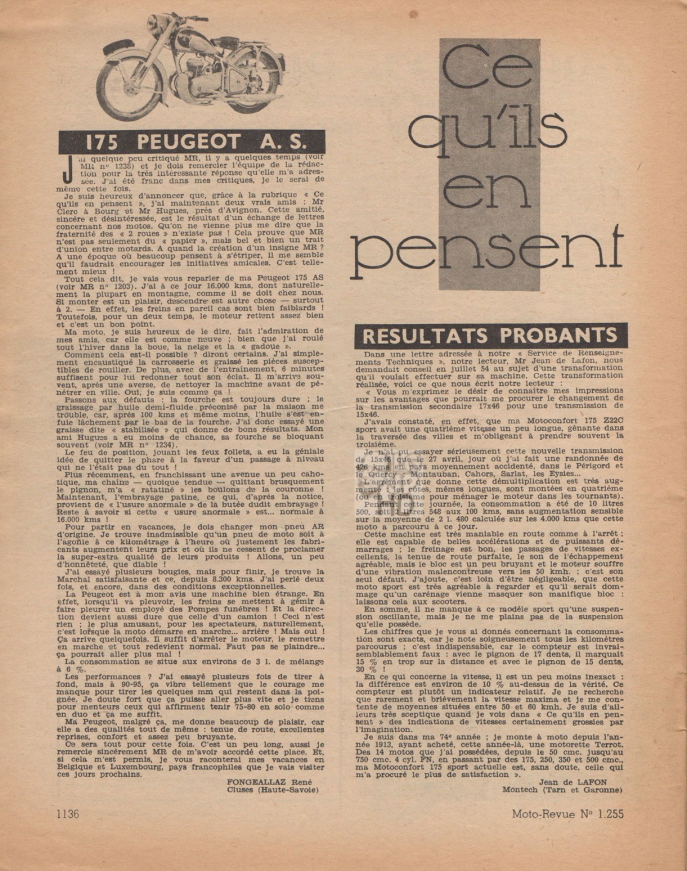 175 PEUGEOT A. S.
J'ai quelque peu critiqué MR, il y a quelques temps (voir
MR nº 1238) et je dois remercier l'équipe de la rédac-
tion pour la très intéressante réponse qu'elle m'a adres-
sée. J'ai été franc dans mes critiques, je le serai de
même cette fois.
Je suis heureux d'annoncer que, grâce à la rubrique « Ce
qu'ils en pensent », j'ai maintenant deux vrais amis : Mr
Clerc à Bourg et Mr Hugues, près d'Avignon. Cette amitié,
sincère et désintéressée, est le résultat d'un échange de lettres
concernant nos motos. Qu'on ne vienne plus me dire que la
fraternité des « 2 roues » n'existe pas ! Cela prouve que MR
n'est pas seulement du « papier », mais bel et bien un trait
d'union entre motards. A quand la création d'un insigne MR ?
A une époque où beaucoup pensent à s'étriper, il me semble
qu'il faudrait encourager les initiatives amicales. C'est telle-
ment mieux !
Tout cela dit, je vais vous reparler de ma Peugeot 175 AS
(voir MR nº 1203). J'ai à ce jour 16.000 kms, dont naturelle-
ment la plupart en montagne, comme il se doit chez nous.
Si monter est un plaisir, descendre est autre chose — surtout
à 2. — En effet, les freins en pareil cas sont bien faiblards !
Toutefois, pour un deux temps, le moteur retient assez bien
et c'est un bon point.
Ma moto, je suis heureux de le dire, fait l'admiration de
mes amis, car elle est comme neuve ; bien que j'ai roulé
tout l'hiver dans la boue, la neige et la « gadoue ».
Comment cela est-il possible ? diront certains. J'ai simple-
ment encaustiqué la carrosserie et graissé les pièces suscep-
tibles de rouiller. De plus, avec de l'entraînement, 6 minutes
suffisent pour lui redonner tout son éclat. Il m'arrive sou-
vent, après une averse, de nettoyer la machine avant de pé-
nétrer en ville. Oui, je suis comme ça !
Passons aux défauts ; la fourche est toujours dure ; le
graissage par huile demi-fluide préconisé par la maison me
trouble, car, après 100 kms et même moins, l'huile s'est en-
fuie lâchement par le bas de la fourche. J'ai donc essayé une
graisse dite « stabilisée » qui donne de bons résultats. Mon
ami Hugues a eu moins de chance, sa fourche se bloquant
souvent (voir MR nº 1234).
Le feu de position, jouant les feux follets, a eu la géniale
idée de quitter le phare à la faveur d'un passage à niveau
qui ne l'était pas du tout !
Plus récemment, en franchissant une avenue un peu caho-
tique, ma chaîne — quoique tendue — quittant brusquement
le pignon, m'a « ratatiné » les boulons de la couronne !
Maintenant, l'embrayage patine, ce qui, d'après la notice,
provient de « l'usure anormale » de la butée dudit embrayage !
Reste à savoir si cette « usure anormale » est... normale à
16.000 kms !
Pour partir en vacances, je dois changer mon pneu AR
d'origine. Je trouve inadmissible qu'un pneu de moto soit à
l'agonie à ce kilométrage à l'heure où justement les fabri-
cants augmentent leurs prix et où ils ne cessent de proclamer
la super-extra qualité de leurs produits ! Allons, un peu
d'honnêteté, que diable !
J'ai essayé plusieurs bougies, mais pour finir, je trouve la
Marchal satisfaisante et ce, depuis 8.300 kms. J'ai perlé deux
fois, et encore, dans des conditions exceptionnelles.
La Peugeot est à mon avis une machine bien étrange. En
effet, lorsqu'il va pleuvoir, les freins se mettent à gémir à
faire pleurer un employé des Pompes funèbres ! Et la direc-
tion devient aussi dure que celle d'un camion ! Ceci n'est
rien ; le plus amusant, pour les spectateurs, naturellement,
c'est lorsque la moto démarre en marche... arrière ! Mais oui !
Ça arrive quelquefois. Il suffit d'arrêter le moteur, le remettre
en marche et tout redevient normal. Faut pas se plaindre...
ça pourrait aller plus mal !
La consommation se situe aux environs de 3 l. de mélange
à 6 %.
Les performances ? J'ai essayé plusieurs fois de tirer à
fond, mais à 90-95, ça vibre tellement que le courage me
manque pour tirer les quelques mm qui restent dans la poi-
gnée. Je doute fort que ça puisse aller plus vite et je tiens
pour menteurs ceux qui affirment tenir 75-80 en solo comme
en duo et ça me suffit.
Ma Peugeot, malgré ça, me donne beaucoup de plaisir, car
elle a des qualités tout de même : tenue de route, excellentes
reprises, confort et assez peu bruyante.
Ce sera tout pour cette fois. C'est un peu long, aussi je
remercie sincèrement MR de m'avoir accordé cette place. Et,
si cela m'est permis, je vous raconterai mes vacances en
Belgique et Luxembourg, pays francophiles que je vais visiter
ces jours prochains.
FONGEALLAZ René
Cluses (Haute-Savoie)
Ce
qu'ils
en
pensent
RESULTATS PROBANTS
Dans une lettre adressée à notre « Service de Renseigne-
ments Techniques », notre lecteur, Mr Jean de Lafon, nous
demandait conseil en juillet 54 au sujet d'une transformation
qu'il voulait effectuer sur sa machine. Cette transformation
réalisée, voici ce que nous écrit notre lecteur :
« Vous m'exprimez le désir de connaître mes impressions
sur les avantages que pourrait me procurer le changement de
la transmission secondaire 17x46 pour une transmission de
15x46.
J'avais constaté, en effet, que ma Motoconfort 175 Z22C
sport avait une quatrième vitesse un peu longue, gênante dans
la traversée des villes et m'obligeant à prendre souvent la
troisième.
Je essayer sérieusement cette nouvelle transmission
de 15x46 que le 27 avril, jour où j'ai fait une randonnée de
426 moyennement accidenté, dans le Périgord et
le Quercy : Montauban, Cahors, Sarlat, les Eyzies...
que donne cette démultiplication est très aug-
mêmes longues, sont montées en quatrième
pour ménager le moteur dans les tournants).
journée, la consommation a été de 10 litres
500, 548 aux 100 kms, sans augmentation sensible
sur la moyenne de 2 l. 480 calculée sur les 4.000 kms que cette
moto a parcouru à ce jour.
Cette machine est très maniable en route comme à l'arrêt ;
elle est capable de belles accélérations et de puissants dé-
marrages ; le freinage est bon, les passages de vitesses ex-
cellents, la tenue de route parfaite, le son de l'échappement
agréable, mais le bloc est un peu bruyant et le moteur souffre
d'une vibration malencontreuse vers les 50 kmh. ; c'est son
seul défaut. J'ajoute, c'est loin d'être négligeable, que cette
moto sport est très agréable à regarder et qu'il serait dom-
mage qu'un carénage vienne masquer son manifique bloc :
laissons cela aux scooters.
En somme, il ne manque à ce modèle sport qu'une suspen-
sion oscillante, mais je ne me plains pas de la suspension
qu'elle possède.
Les chiffres que je vous ai donnés concernant la consomma-
tion sont exacts, car je note soigneusement tous les kilomètres
parcourus ; c'est indispensable, car le compteur est invrai-
semblablement faux : avec le pignon de 17 dents, il marquait
15 % en trop sur la distance et avec le pignon de 15 dents,
30 % !
En ce qui concerne la vitesse, il est un peu moins inexact :
la différence est environ de 10 % au-dessus de la vérité. Ce
compteur est plutôt un indicateur relatif. Je ne recherche
que rarement et brièvement la vitesse maxima et je me con-
tente de moyennes situées entre 50 et 60 kmh. Je suis d'ail-
leurs très sceptique quand je vois dans « Ce qu'ils en pen-
sent » des indications de vitesses certainement grossies par
l'imagination.
Je suis dans ma 74ᵉ année ; je monte à moto depuis l'an-
née 1913, ayant acheté, cette année-là, une motorette Terrot.
Des 14 motos que j'ai possédées, depuis le 50 cmc. jusqu'au
750 cmc. 4 cyl. FN, en passant par des 175, 250, 350 et 500 cmc.,
ma Motoconfort 175 sport actuelle est, sans doute, celle qui
m'a procuré le plus de satisfaction ».
Jean de LAFON
Montech (Tarn et Garonne)
1136
Moto-Revue Nº 1.255